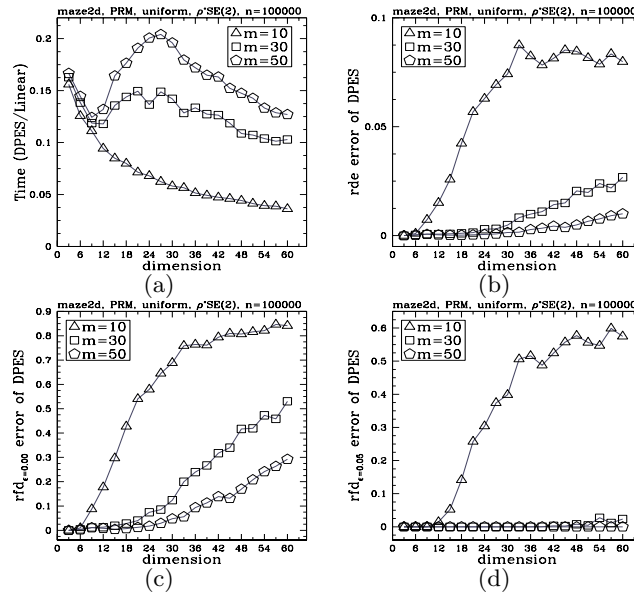 maze2d, PRM, uniform, ρ*SE(2), n=100000
Time (DPES/Linear)
0.2
0.15
0.1
0.05
0
m=10
m=30
m=50
0 6 12 18 24 30 36 42 48 54 60
dimension
(a)
maze2d, PRM, uniform, ρ*SE(2), n=100000
rde error of DPES
0.1
0.05
0
m=10
m=30
m=50
0 6 12 18 24 30 36 42 48 54 60
dimension
(b)
maze2d, PRM, uniform, ρ*SE(2), n=100000
rfdε=0.00 error of DPES
0.9
0.8
0.7
0.6
0.5
0.4
0.3
0.2
0.1
0
m=10
m=30
m=50
0 6 12 18 24 30 36 42 48 54 60
dimension
(c)
maze2d, PRM, uniform, ρ*SE(2), n=100000
rfdε=0.05 error of DPES
0.6
0.5
0.4
0.3
0.2
0.1
0
m=10
m=30
m=50
0 6 12 18 24 30 36 42 48 54 60
dimension
(d)